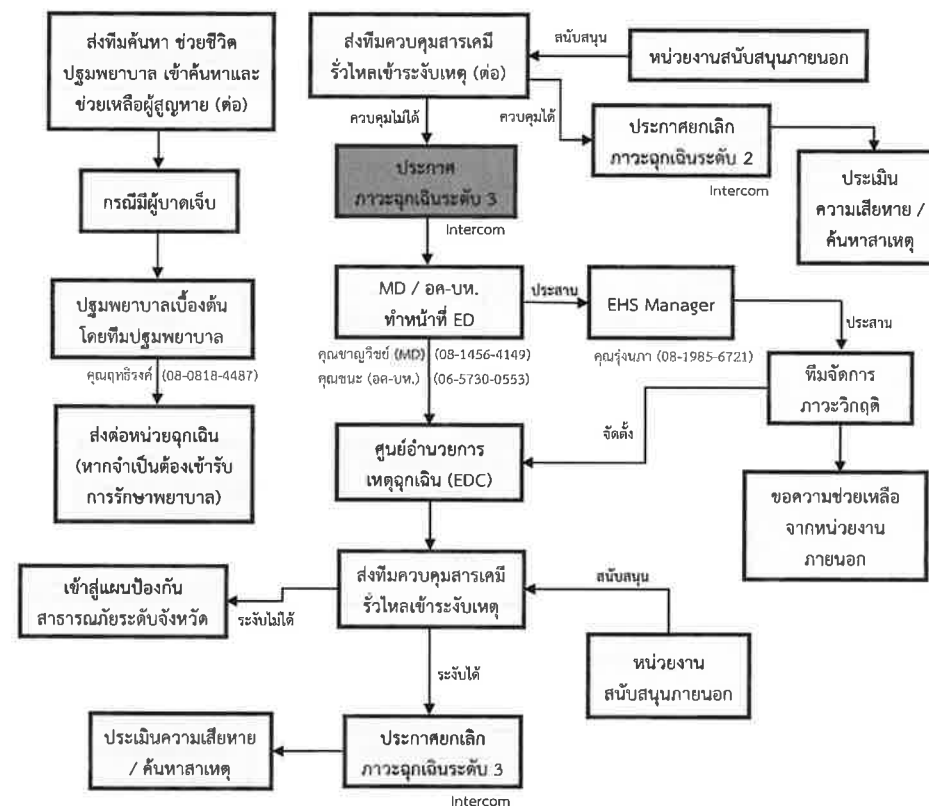 ส่งทีมค้นหา ช่วยชีวิต
ปฐมพยาบาล เข้าค้นหาและ
ช่วยเหลือผู้สูญหาย (ต่อ)
กรณีมีผู้บาดเจ็บ
ปฐมพยาบาลเบื้องต้น
โดยทีมปฐมพยาบาล
คุณฤทธิรงค์ (08-0818-4487)
ส่งต่อหน่วยฉุกเฉิน
(หากจำเป็นต้องเข้ารับ
การรักษาพยาบาล)
ส่งทีมควบคุมสารเคมี
รั่วไหลเข้าระงับเหตุ (ต่อ)
สนับสนุน
หน่วยงานสนับสนุนภายนอก
ควบคุมไม่ได้
ควบคุมได้
ประกาศยกเลิก
ภาวะฉุกเฉินระดับ 2
Intercom
ประเมิน
ความเสียหาย /
ค้นหาสาเหตุ
ประกาศ
ภาวะฉุกเฉินระดับ 3
Intercom
MD / อค-บห.
ทำหน้าที่ ED
ประสาน
EHS Manager
ประสาน
คุณชาญวิชย์ (MD) (08-1456-4149)
คุณชนะ (อค-บห.) (06-5730-0553)
คุณรุ่งนภา (08-1985-6721)
ทีมจัดการ
ภาวะวิกฤติ
จัดตั้ง
ศูนย์อำนวยการ
เหตุฉุกเฉิน (EDC)
ขอความช่วยเหลือ
จากหน่วยงาน
ภายนอก
ส่งทีมควบคุมสารเคมี
รั่วไหลเข้าระงับเหตุ
สนับสนุน
หน่วยงาน
สนับสนุนภายนอก
ระงับไม่ได้
เข้าสู่แผนป้องกัน
สาธารณภัยระดับจังหวัด
ระงับได้
ประกาศยกเลิก
ภาวะฉุกเฉินระดับ 3
Intercom
ประเมินความเสียหาย
/ ค้นหาสาเหตุ